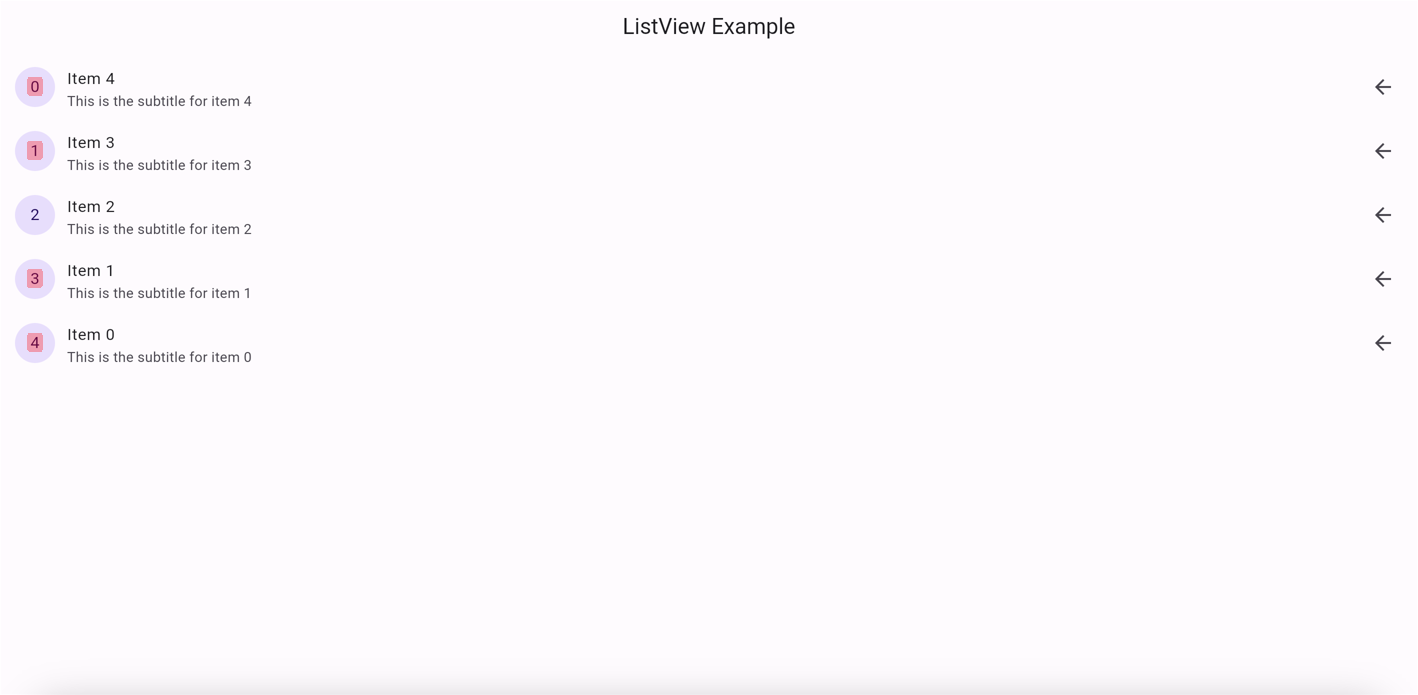 ListView Example
0
Item 4
This is the subtitle for item 4
1
Item 3
This is the subtitle for item 3
2
Item 2
This is the subtitle for item 2
3
Item 1
This is the subtitle for item 1
4
Item 0
This is the subtitle for item 0